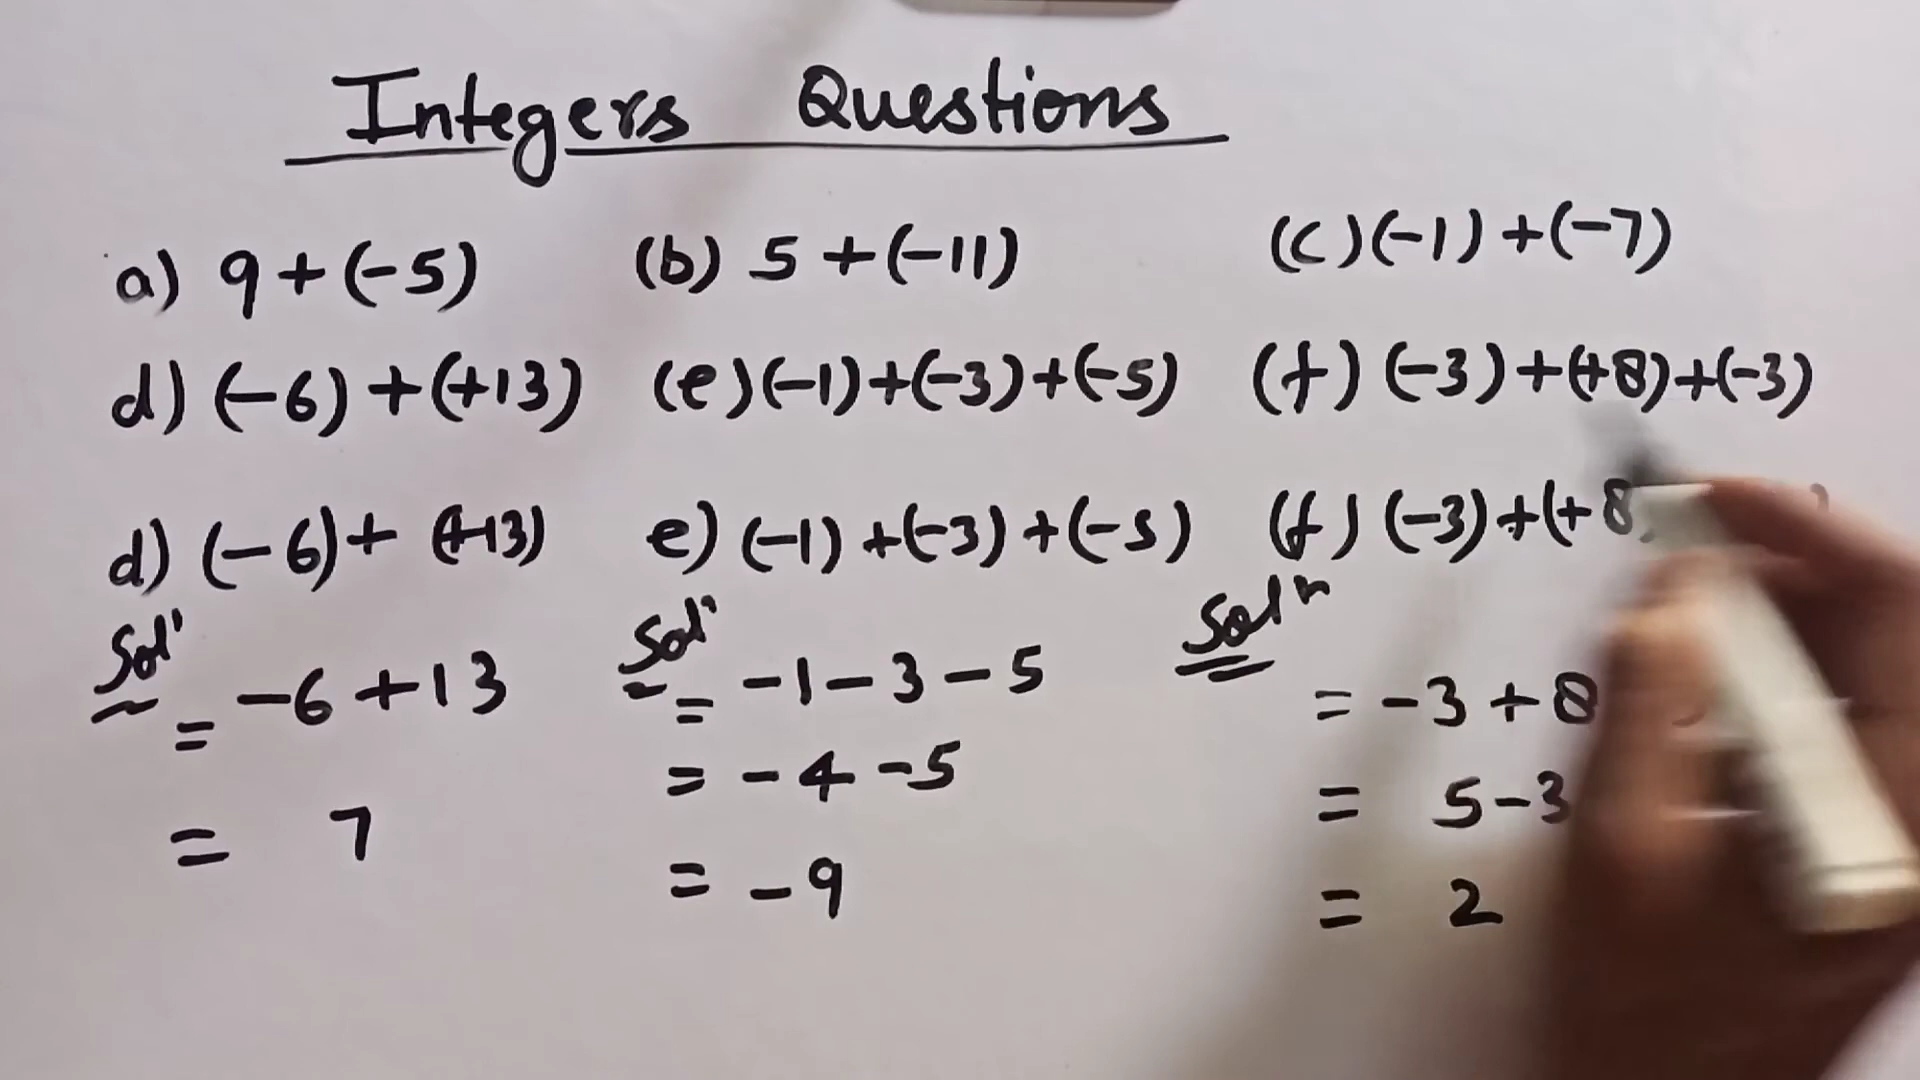 Integers Questions
a) 9+(-5) (b) 5+(-11) (c)(-1)+(-7)
d) (-6)+(+13) (e)(-1)+(-3)+(-5) (f) (-3)+(+8)+(-3)
d) (-6)+ (+13) e) (-1)+(-3)+(-5) (f) (-3)+(+8
Sol' Sol' Solⁿ
= -6+13 = -1-3-5 = -3+8
= -4-5 = 5-3
= 7 = -9 = 2